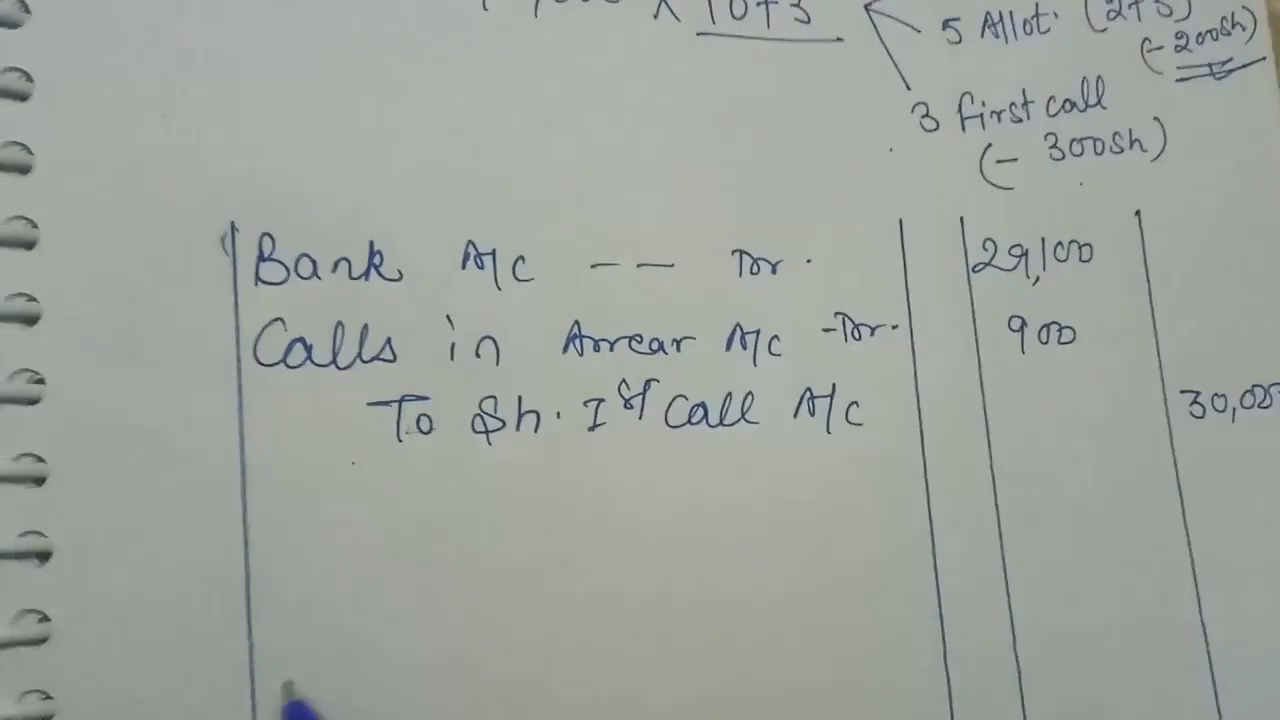 X 10+3
5 Allot. (2+3)
(- 200sh)
3 first call
(- 300sh)
Bank A/c -- Dr. 29,100
Calls in Arrear A/c -Dr. 900
To Sh. Ist Call A/c 30,000